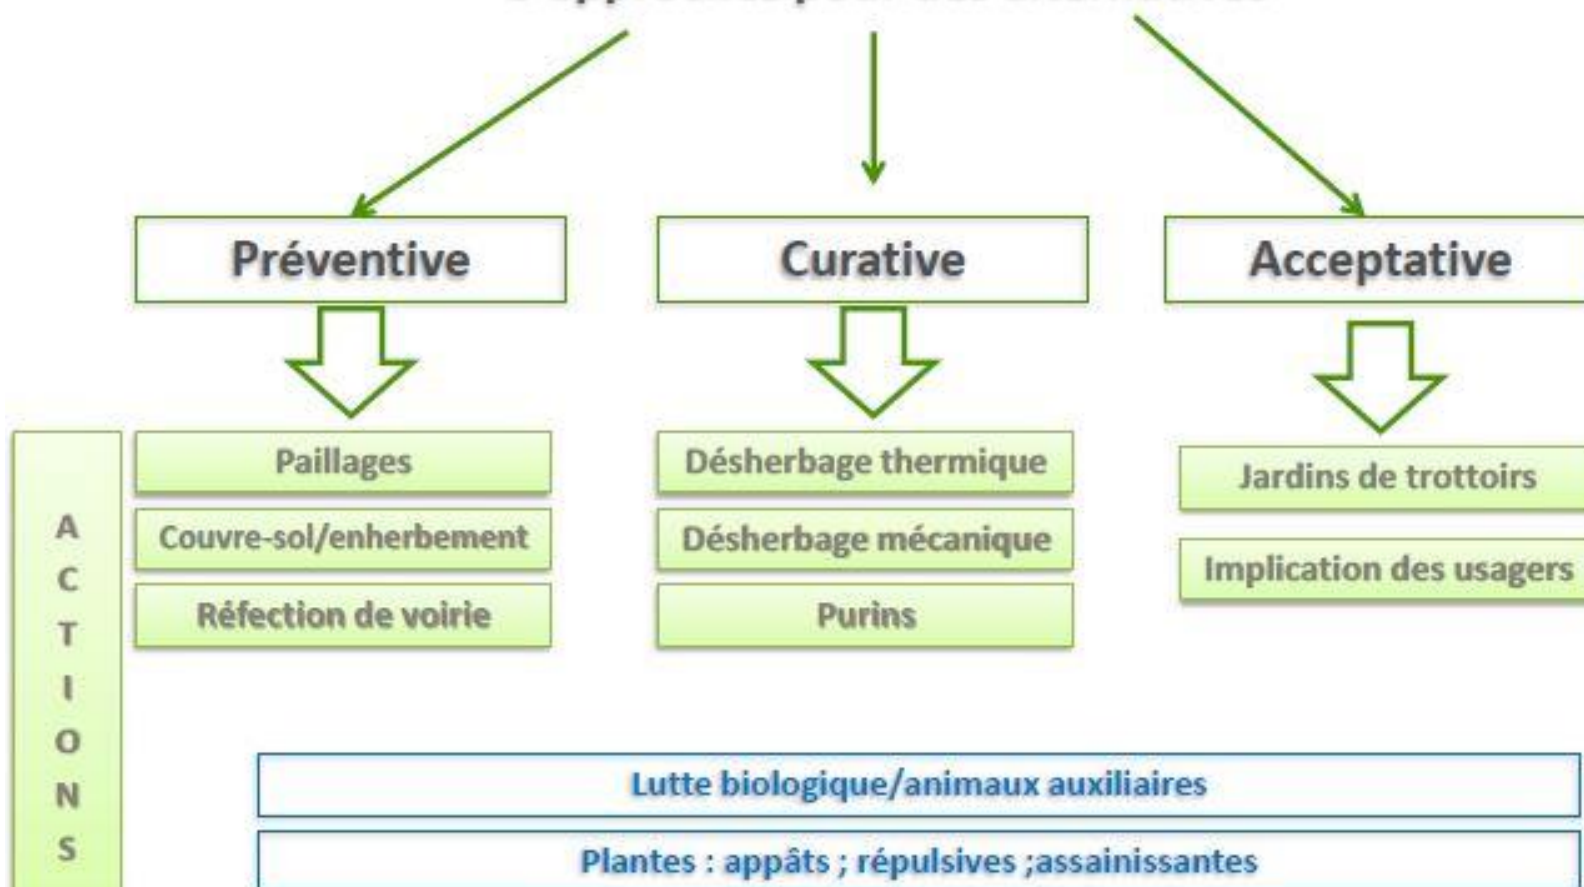 Préventive
Curative
Acceptative
ACTIONS
Paillages
Couvre-sol/enherbement
Réfection de voirie
Désherbage thermique
Désherbage mécanique
Purins
Jardins de trottoirs
Implication des usagers
Lutte biologique/animaux auxiliaires
Plantes : appâts ; répulsives ;assainissantes